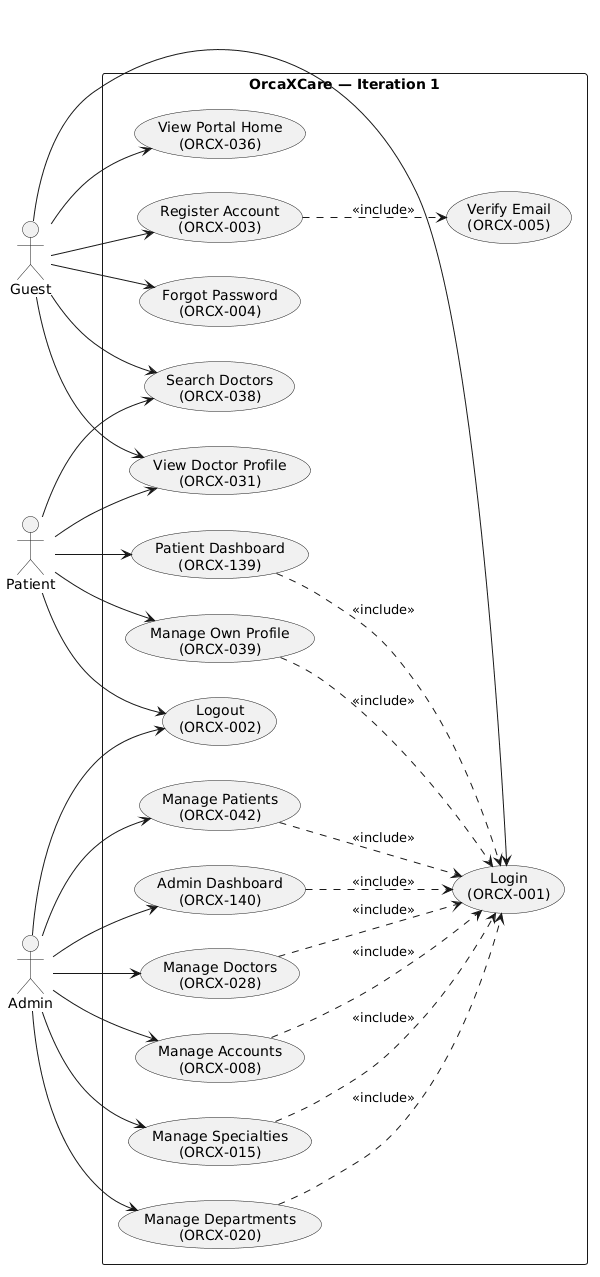 OrcaXCare — Iteration 1
View Portal Home
(ORCX-036)
Register Account
(ORCX-003)
«include»
Verify Email
(ORCX-005)
Guest
Forgot Password
(ORCX-004)
Search Doctors
(ORCX-038)
View Doctor Profile
(ORCX-031)
Patient
Patient Dashboard
(ORCX-139)
«include»
Manage Own Profile
(ORCX-039)
«include»
Logout
(ORCX-002)
Manage Patients
(ORCX-042)
«include»
Admin Dashboard
(ORCX-140)
«include»
Login
(ORCX-001)
«include»
Manage Doctors
(ORCX-028)
«include»
Admin
Manage Accounts
(ORCX-008)
«include»
Manage Specialties
(ORCX-015)
«include»
Manage Departments
(ORCX-020)